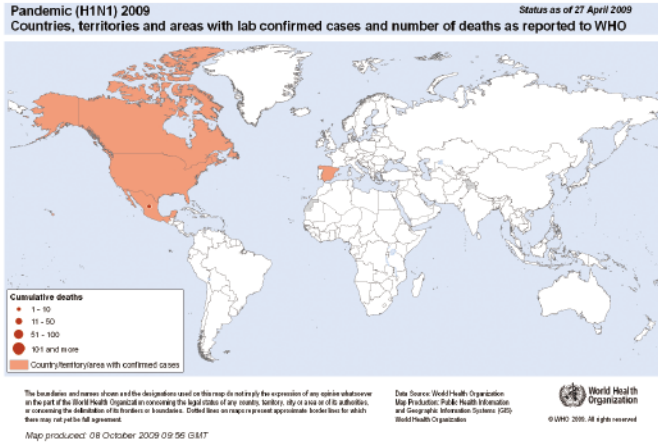 Pandemic (H1N1) 2009
Status as of 27 April 2009
Countries, territories and areas with lab confirmed cases and number of deaths as reported to WHO
Cumulative deaths
1 - 10
11 - 50
51 - 100
101 and more
Country/territory/area with confirmed cases
The boundaries and names shown and the designations used on this map do not imply the expression of any opinion whatsoever
on the part of the World Health Organization concerning the legal status of any country, territory, city or area or of its authorities,
or concerning the delimitation of its frontiers or boundaries. Dotted lines on maps represent approximate border lines for which
there may not yet be full agreement.
Data Source: World Health Organization
Map Production: Public Health Information
and Geographic Information Systems (GIS)
World Health Organization
World Health
Organization
© WHO 2009. All rights reserved
Map produced: 08 October 2009 09:56 GMT